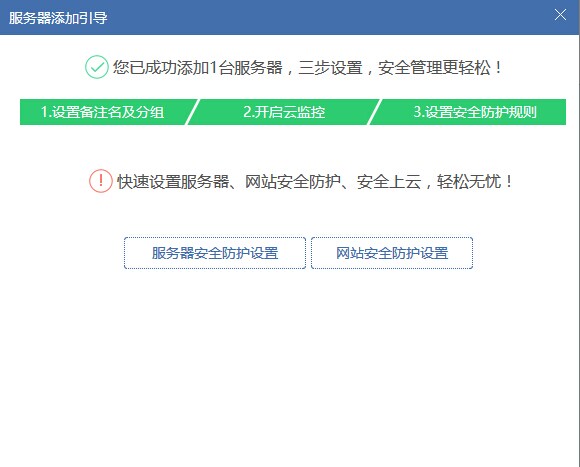 服务器添加引导
您已成功添加1台服务器，三步设置，安全管理更轻松！
1.设置备注名及分组 2.开启云监控 3.设置安全防护规则
快速设置服务器、网站安全防护、安全上云，轻松无忧！
服务器安全防护设置 网站安全防护设置